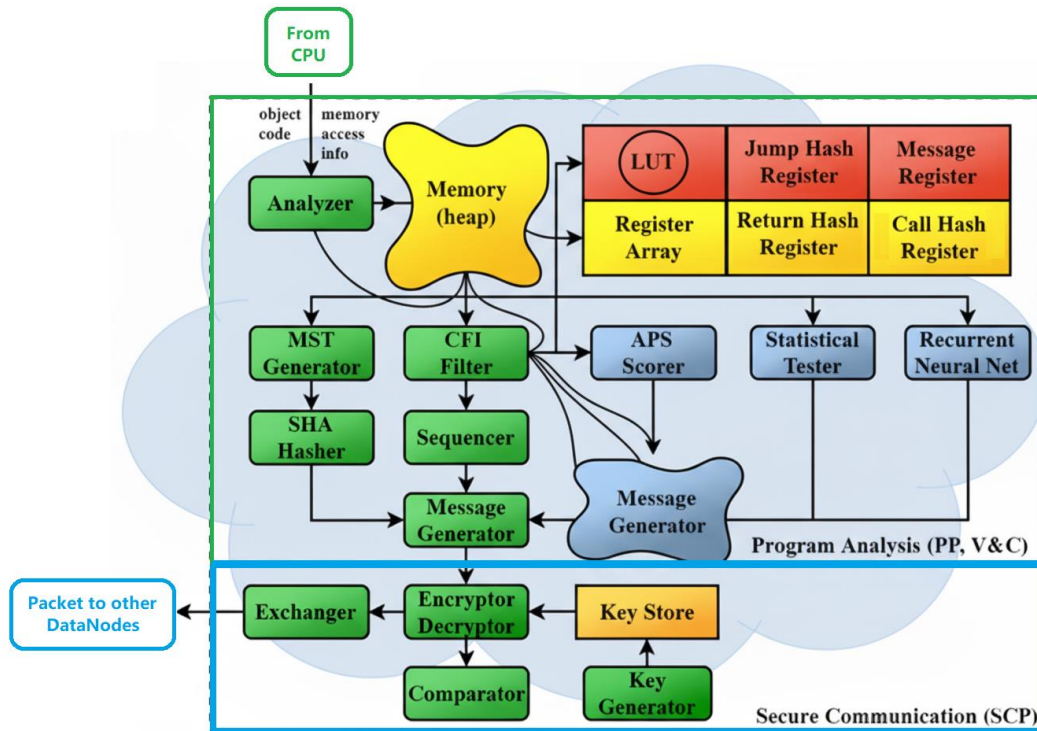 From
CPU
object
code
memory
access
info
Analyzer
Memory
(heap)
LUT
Jump Hash
Register
Message
Register
Register
Array
Return Hash
Register
Call Hash
Register
MST
Generator
CFI
Filter
APS
Scorer
Statistical
Tester
Recurrent
Neural Net
SHA
Hasher
Sequencer
Message
Generator
Message
Generator
Program Analysis (PP, V&C)
Packet to other
DataNodes
Exchanger
Encryptor
Decryptor
Key Store
Comparator
Key
Generator
Secure Communication (SCP)